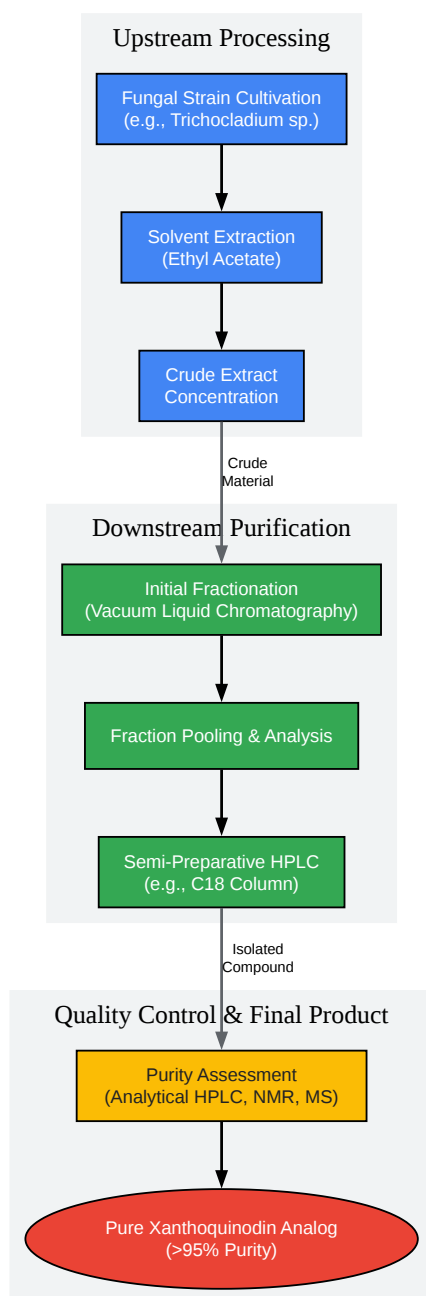 Upstream Processing
Fungal Strain Cultivation
(e.g., Trichocladium sp.)
Solvent Extraction
(Ethyl Acetate)
Crude Extract
Concentration
Crude
Material
Downstream Purification
Initial Fractionation
(Vacuum Liquid Chromatography)
Fraction Pooling & Analysis
Semi-Preparative HPLC
(e.g., C18 Column)
Isolated
Compound
Quality Control & Final Product
Purity Assessment
(Analytical HPLC, NMR, MS)
Pure Xanthoquinodin Analog
(>95% Purity)